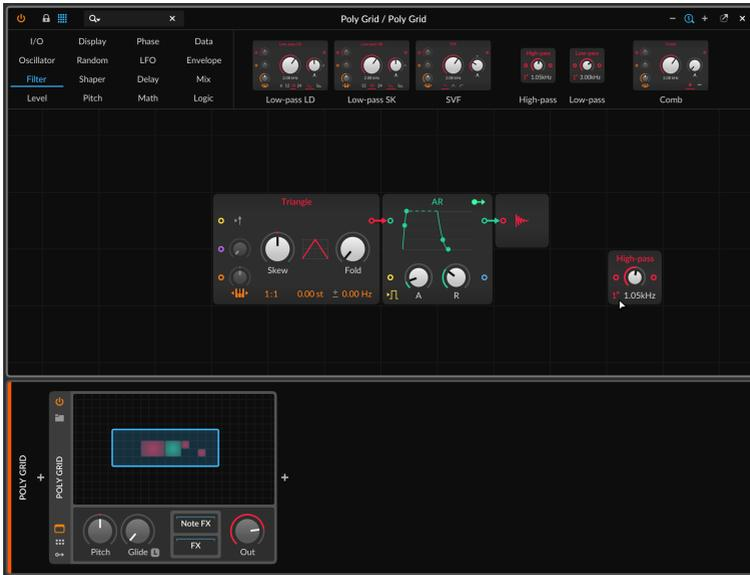 Poly Grid / Poly Grid
I/O Display Phase Data
Oscillator Random LFO Envelope
Filter Shaper Delay Mix
Level Pitch Math Logic
High-pass
1.05kHz
Low-pass
3.00kHz
Low-pass LD Low-pass SK SVF High-pass Low-pass Comb
Triangle
Skew Fold
1:1 0.00 st ± 0.00 Hz
AR
A R
High-pass
1° 1.05kHz
POLY GRID
POLY GRID
Pitch Glide L
Note FX
FX
Out